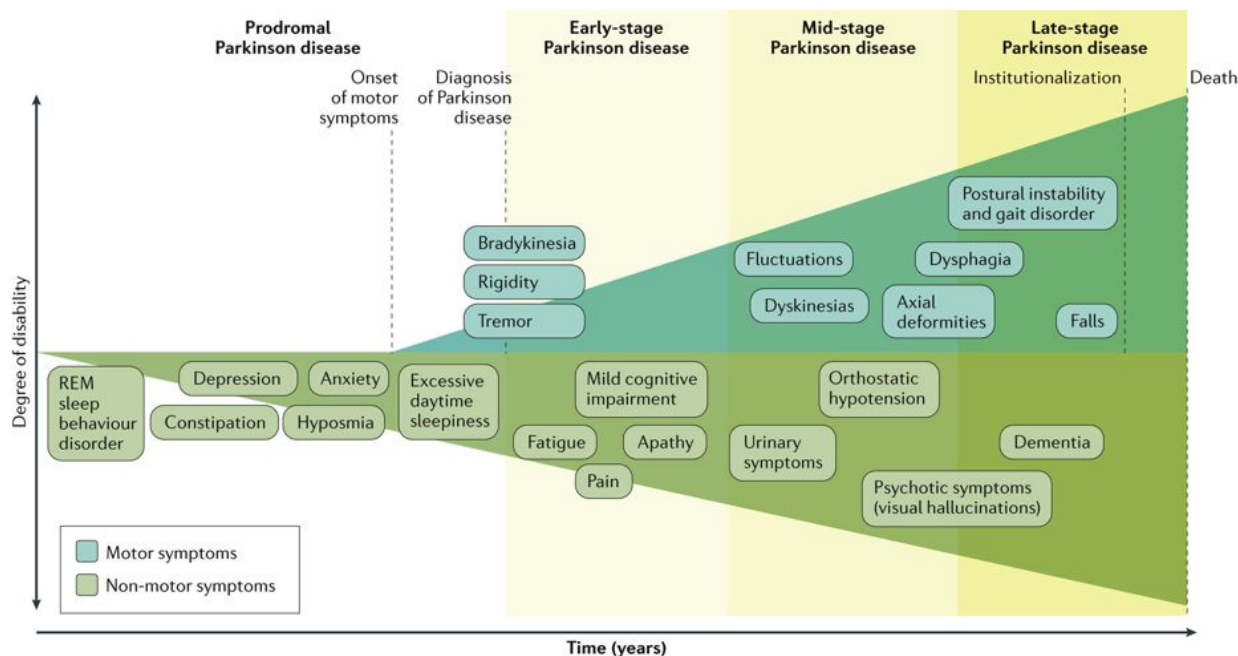 Prodromal
Parkinson disease
Early-stage
Parkinson disease
Mid-stage
Parkinson disease
Late-stage
Parkinson disease
Onset
of motor
symptoms
Diagnosis
of Parkinson
disease
Institutionalization
Death
Degree of disability
Postural instability
and gait disorder
Bradykinesia
Rigidity
Tremor
Fluctuations
Dysphagia
Dyskinesias
Axial
deformities
Falls
REM
sleep
behaviour
disorder
Depression
Anxiety
Constipation
Hyposmia
Excessive
daytime
sleepiness
Mild cognitive
impairment
Fatigue
Apathy
Pain
Orthostatic
hypotension
Urinary
symptoms
Dementia
Psychotic symptoms
(visual hallucinations)
Motor symptoms
Non-motor symptoms
Time (years)